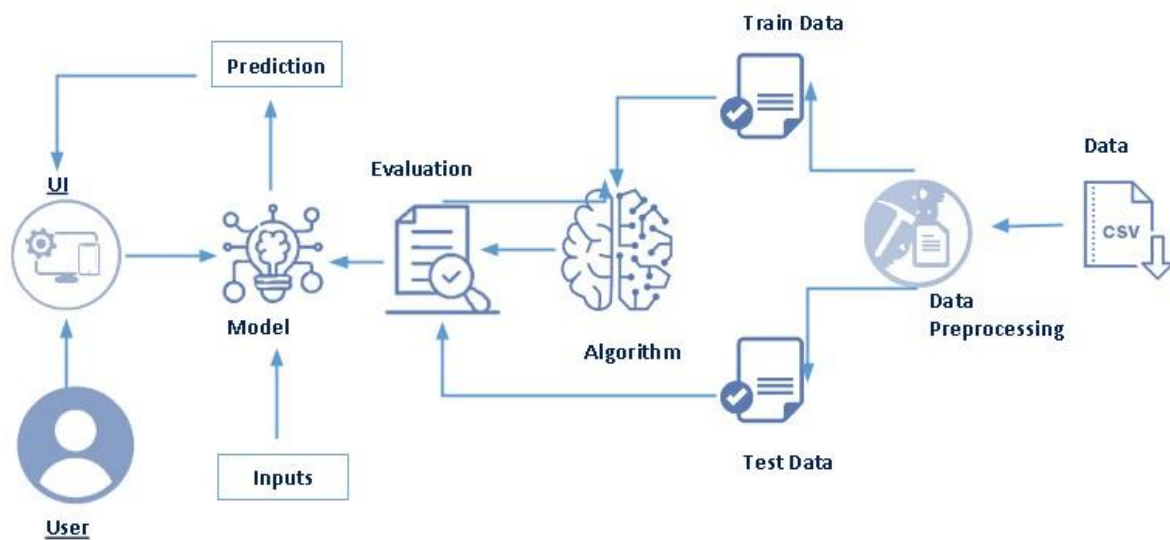 Train Data
Prediction
Evaluation
Data
UI
CSV
Model
Algorithm
Data
Preprocessing
Inputs
Test Data
User